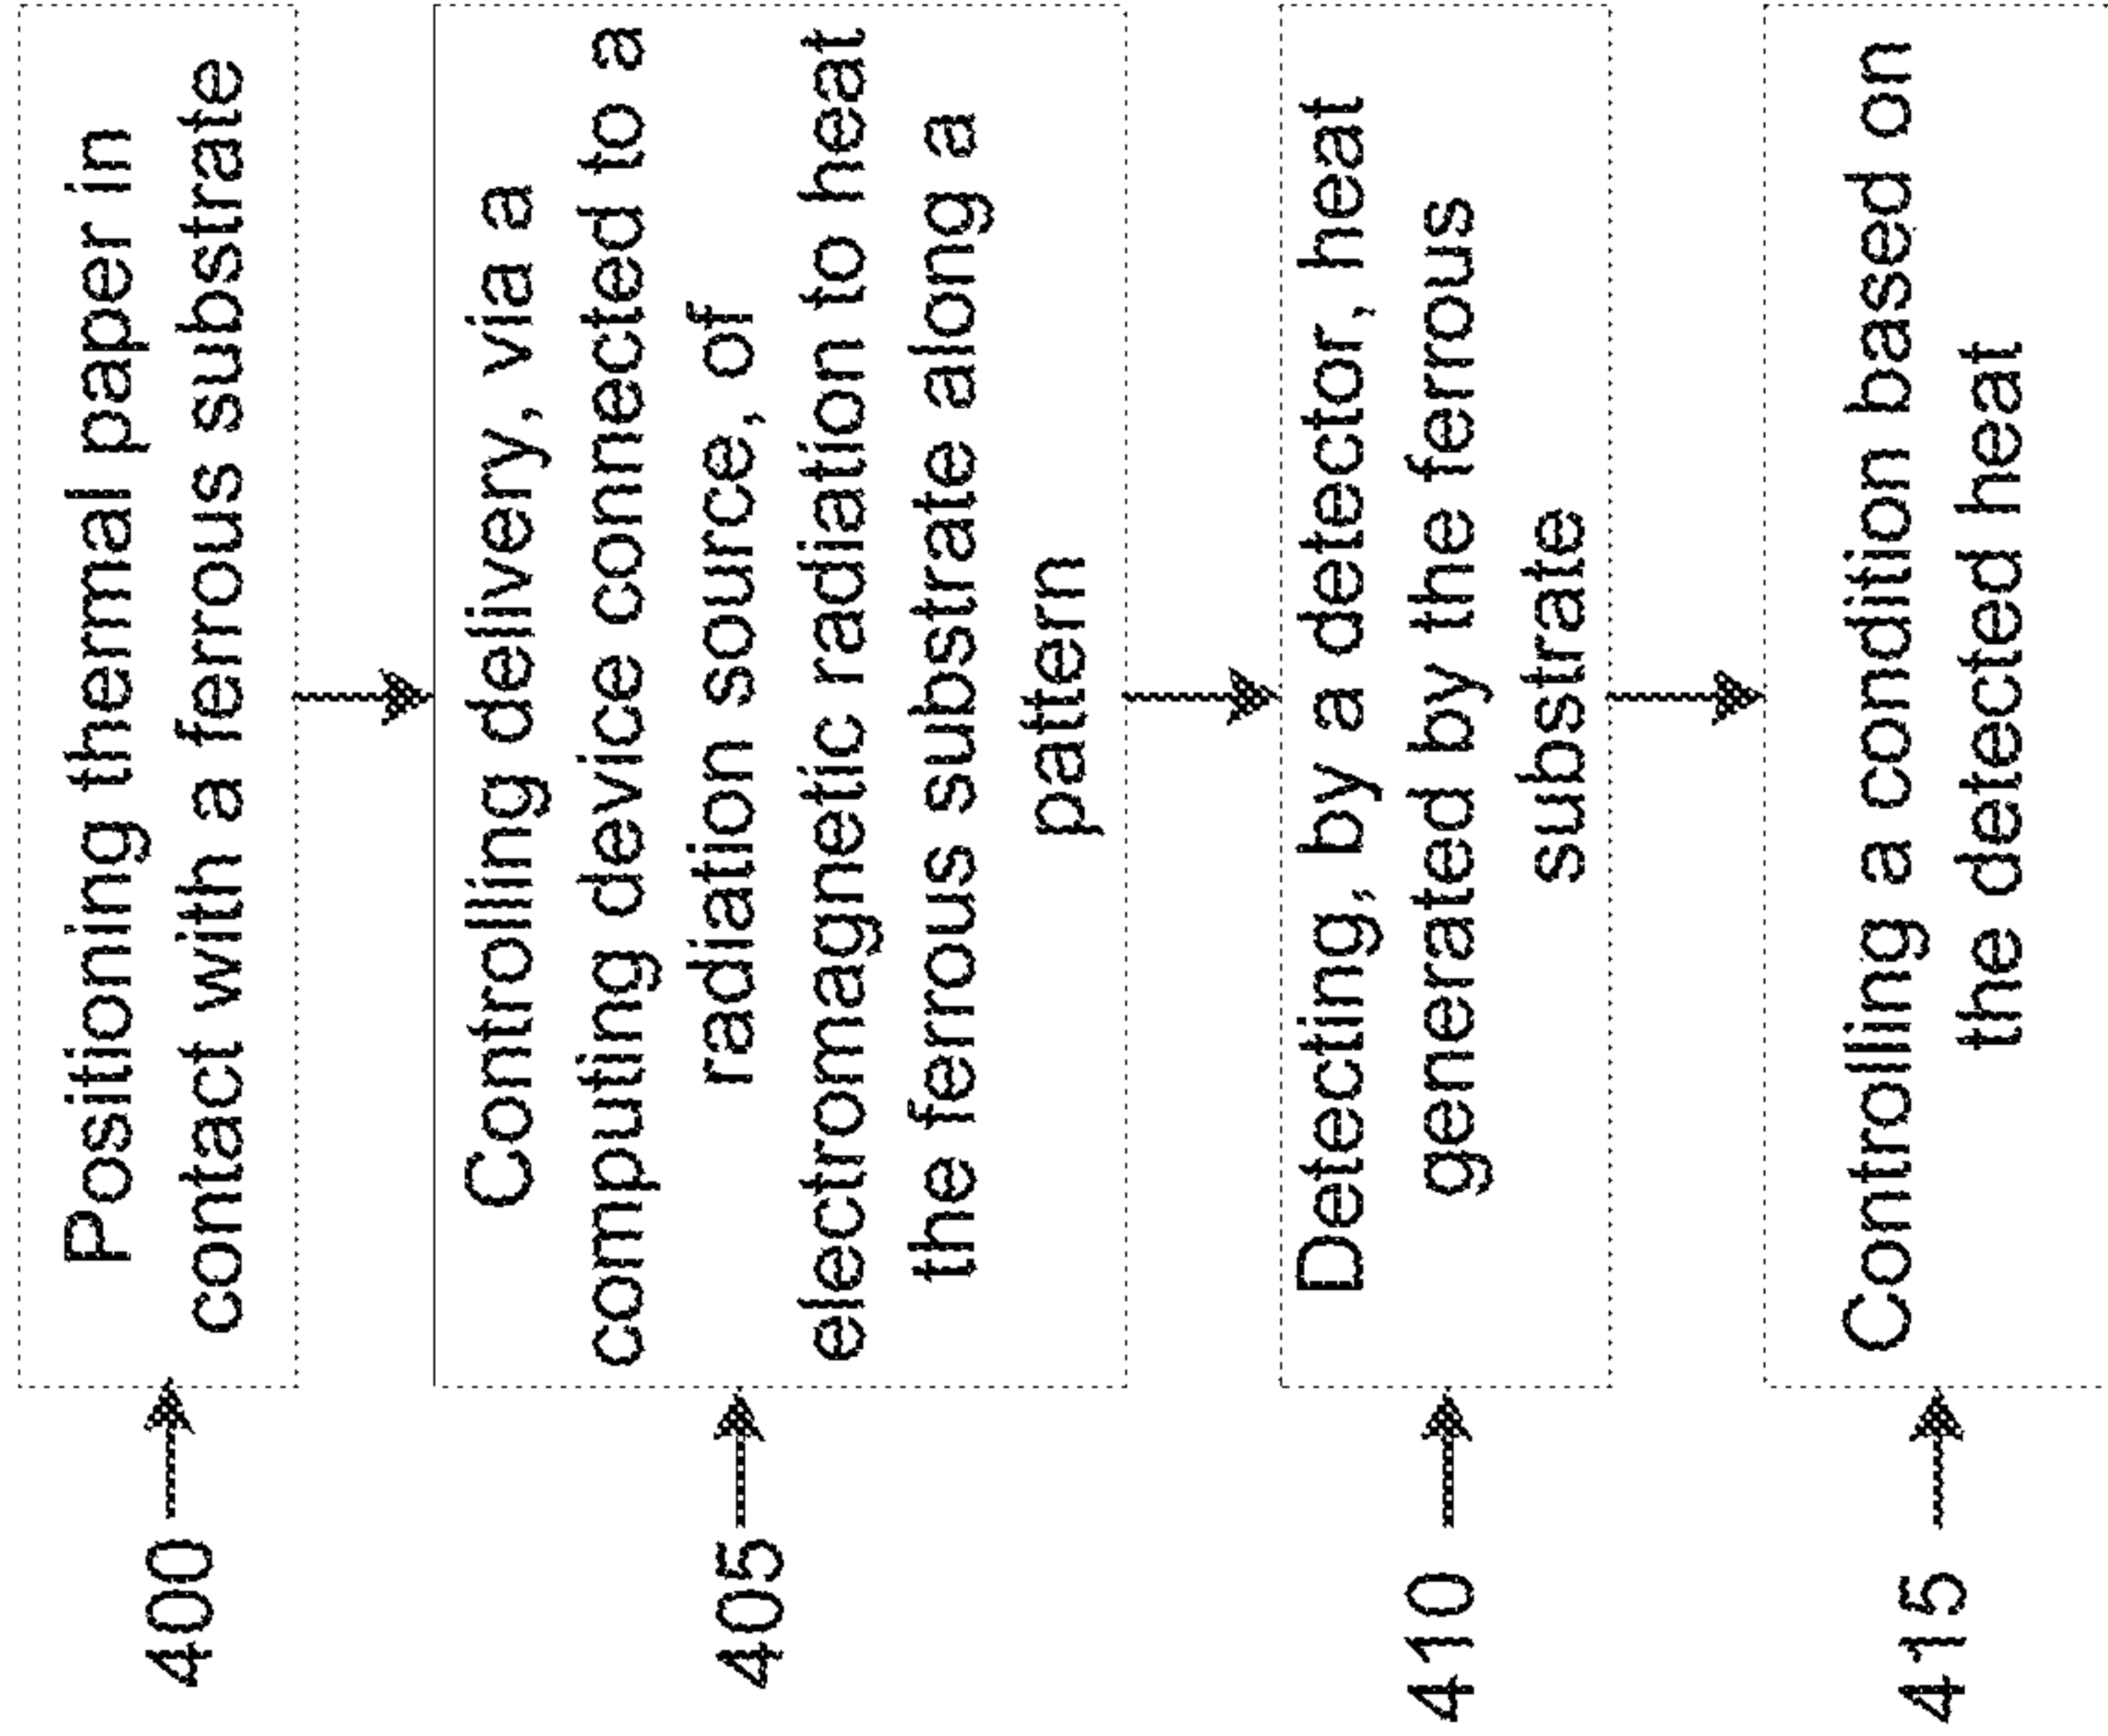 400
Positioning thermal paper in
contact with a ferrous substrate
405
Controlling delivery, via a
computing device connected to a
radiation source, of
electromagnetic radiation to heat
the ferrous substrate along a
pattern
410
Detecting, by a detector, heat
generated by the ferrous
substrate
415
Controlling a condition based on
the detected heat